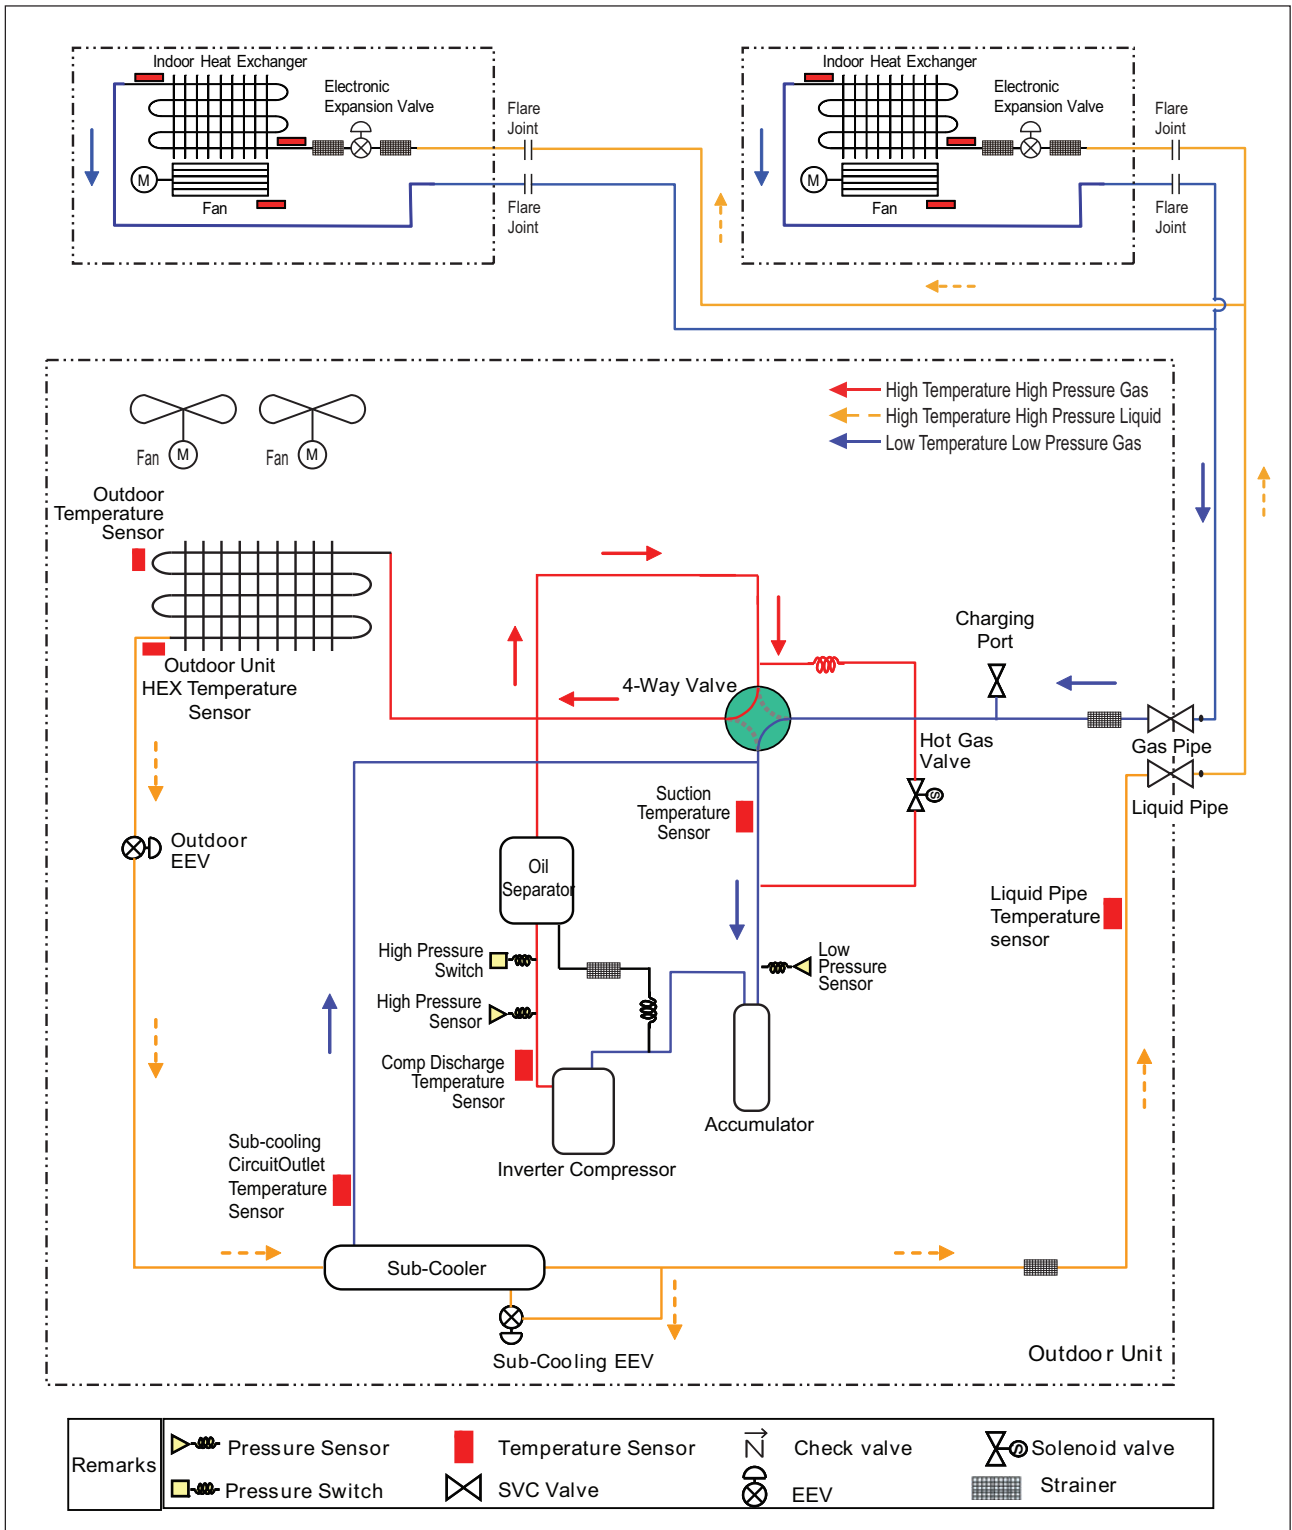 Indoor Heat Exchanger
Electronic
Expansion Valve
Flare
Joint
M
Fan
Flare
Joint
Indoor Heat Exchanger
Electronic
Expansion Valve
Flare
Joint
M
Fan
Flare
Joint
High Temperature High Pressure Gas
High Temperature High Pressure Liquid
Low Temperature Low Pressure Gas
Fan
M
Fan
M
Outdoor
Temperature
Sensor
Outdoor Unit
HEX Temperature
Sensor
4-Way Valve
Charging
Port
Hot Gas
Valve
S
Gas Pipe
Liquid Pipe
Suction
Temperature
Sensor
Outdoor
EEV
Oil
Separator
Liquid Pipe
Temperature
sensor
High Pressure
Switch
Low
Pressure
Sensor
High Pressure
Sensor
Comp Discharge
Temperature
Sensor
Accumulator
Inverter Compressor
Sub-cooling
CircuitOutlet
Temperature
Sensor
Sub-Cooler
Sub-Cooling EEV
Outdoor Unit
Remarks
Pressure Sensor
Temperature Sensor
Check valve
S
Solenoid valve
Pressure Switch
SVC Valve
EEV
Strainer